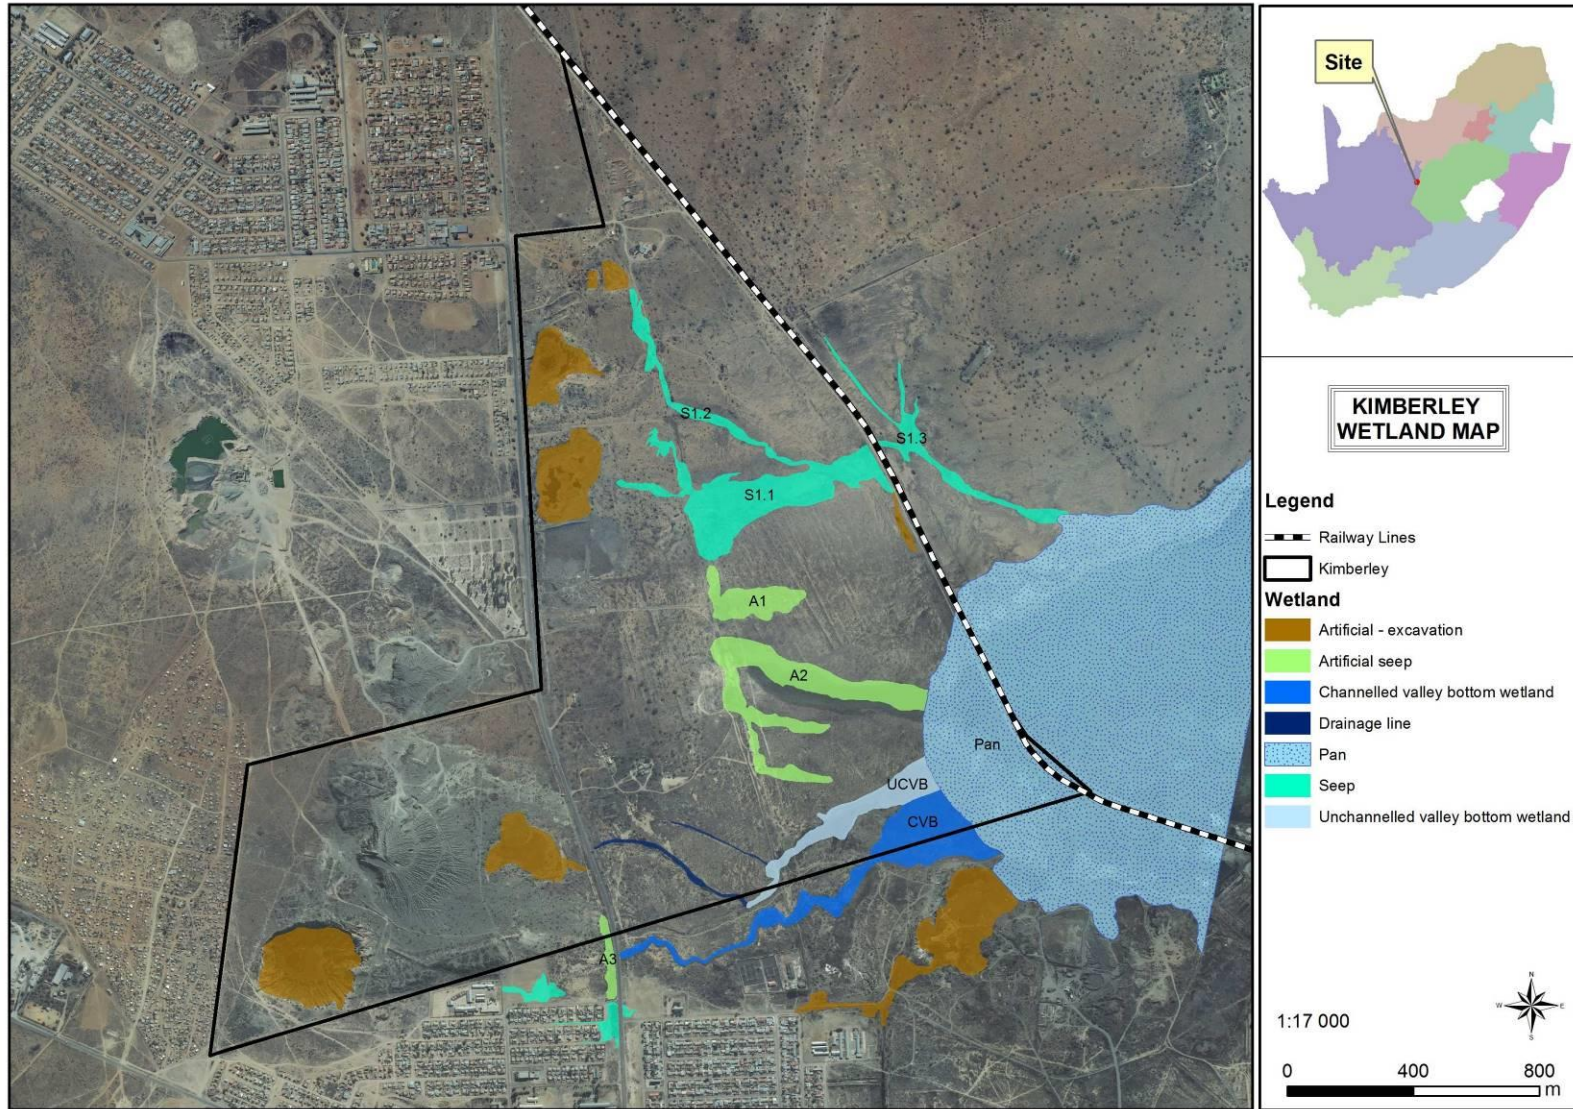 S1.2
S1.3
S1.1
A1
A2
Pan
UCVB
CVB
A3
Site
KIMBERLEY
WETLAND MAP
Legend
Railway Lines
Kimberley
Wetland
Artificial - excavation
Artificial seep
Channelled valley bottom wetland
Drainage line
Pan
Seep
Unchannelled valley bottom wetland
N
W E
S
1:17 000
0 400 800
m